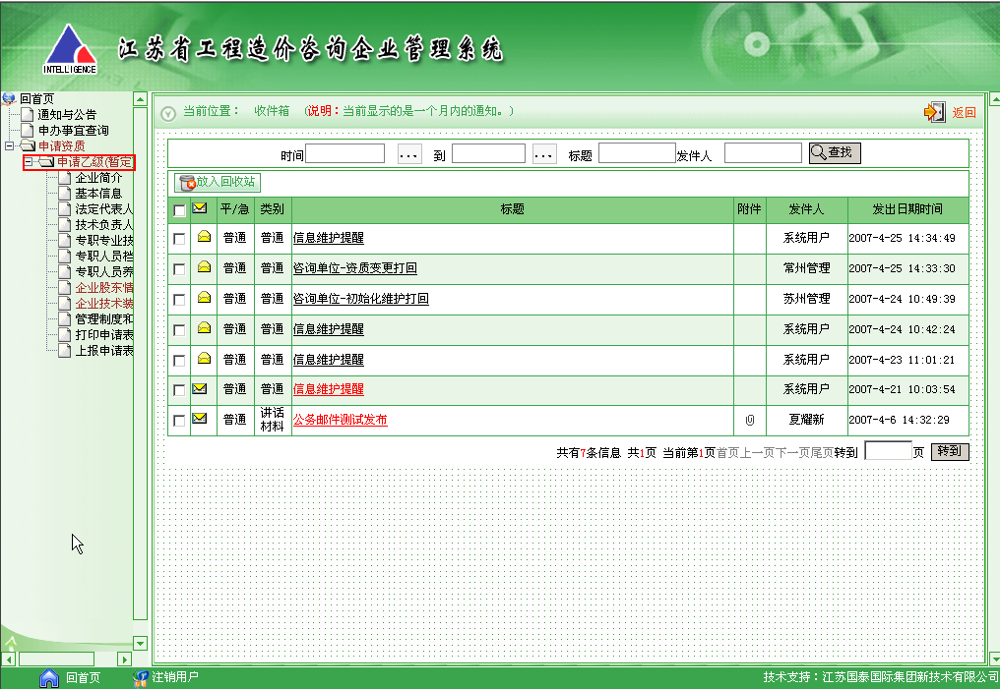 INTELLIGENCE
江苏省工程造价咨询企业管理系统
回首页
通知与公告
申办事宜查询
申请资质
申请乙级(暂定
企业简介
基本信息
法定代表人
技术负责人
专职专业技
专职人员档
专职人员养
企业股东情
企业技术装
管理制度和
打印申请表
上报申请表
当前位置： 收件箱 （说明：当前显示的是一个月内的通知。） 返回
时间 ... 到 ... 标题 发件人 查找
放入回收站
平/急 类别 标题 附件 发件人 发出日期时间
普通 普通 信息维护提醒 系统用户 2007-4-25 14:34:49
普通 普通 咨询单位-资质变更打回 常州管理 2007-4-25 14:33:30
普通 普通 咨询单位-初始化维护打回 苏州管理 2007-4-24 10:49:39
普通 普通 信息维护提醒 系统用户 2007-4-24 10:42:24
普通 普通 信息维护提醒 系统用户 2007-4-23 11:01:21
普通 普通 信息维护提醒 系统用户 2007-4-21 10:03:54
普通 讲话材料 公务邮件测试发布 夏耀新 2007-4-6 14:32:29
共有7条信息 共1页 当前第1页首页上一页下一页尾页转到 页 转到
回首页 注销用户 技术支持：江苏国泰国际集团新技术有限公司